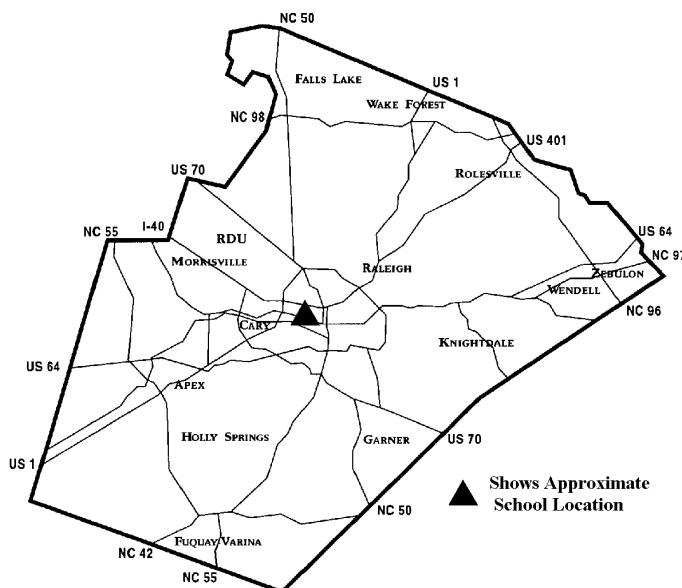 NC 50
FALLS LAKE
US 1
WAKE FOREST
NC 98
US 401
US 70
ROLESVILLE
I-40
NC 55
RDU
US 64
MORRISVILLE
RALEIGH
NC 97
ZEBULON
WENDELL
NC 96
CARY
KNIGHTDALE
US 64
APEX
HOLLY SPRINGS
GARNER
US 70
US 1
Shows Approximate
School Location
NC 50
FUQUAY-VARINA
NC 42
NC 55